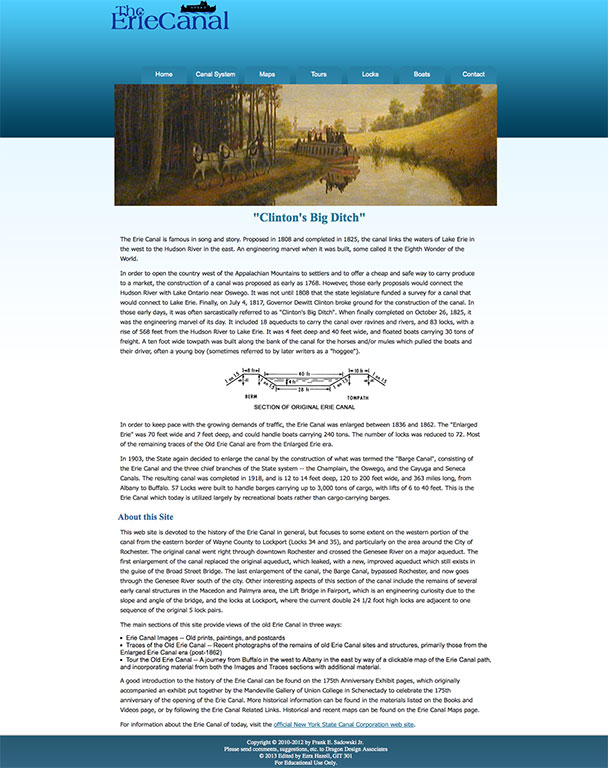 The
ErieCanal
Home Canal System Maps Tours Locks Boats Contact
"Clinton's Big Ditch"
The Erie Canal is famous in song and story. Proposed in 1808 and completed in 1825, the canal links the waters of Lake Erie in
the west to the Hudson River in the east. An engineering marvel when it was built, some called it the Eighth Wonder of the
World.
In order to open the country west of the Appalachian Mountains to settlers and to offer a cheap and safe way to carry produce
to a market, the construction of a canal was proposed as early as 1768. However, those early proposals would connect the
Hudson River with Lake Ontario near Oswego. It was not until 1808 that the state legislature funded a survey for a canal that
would connect to Lake Erie. Finally, on July 4, 1817, Governor Dewitt Clinton broke ground for the construction of the canal. In
those early days, it was often sarcastically referred to as "Clinton's Big Ditch". When finally completed on October 26, 1825, it
was the engineering marvel of its day. It included 18 aqueducts to carry the canal over ravines and rivers, and 83 locks, with a
rise of 568 feet from the Hudson River to Lake Erie. It was 4 feet deep and 40 feet wide, and floated boats carrying 30 tons of
freight. A ten foot wide towpath was built along the bank of the canal for the horses and/or mules which pulled the boats and
their driver, often a young boy (sometimes referred to by later writers as a "hoggee").
8 ft 40 ft 10 ft
1 on 1.5 4 ft 1 on 1.5
28 ft
BERM TOWPATH
SECTION OF ORIGINAL ERIE CANAL
In order to keep pace with the growing demands of traffic, the Erie Canal was enlarged between 1836 and 1862. The "Enlarged
Erie" was 70 feet wide and 7 feet deep, and could handle boats carrying 240 tons. The number of locks was reduced to 72. Most
of the remaining traces of the Old Erie Canal are from the Enlarged Erie era.
In 1903, the State again decided to enlarge the canal by the construction of what was termed the "Barge Canal", consisting of
the Erie Canal and the three chief branches of the State system -- the Champlain, the Oswego, and the Cayuga and Seneca
Canals. The resulting canal was completed in 1918, and is 12 to 14 feet deep, 120 to 200 feet wide, and 363 miles long, from
Albany to Buffalo. 57 Locks were built to handle barges carrying up to 3,000 tons of cargo, with lifts of 6 to 40 feet. This is the
Erie Canal which today is utilized largely by recreational boats rather than cargo-carrying barges.
About this Site
This web site is devoted to the history of the Erie Canal in general, but focuses to some extent on the western portion of the
canal from the eastern border of Wayne County to Lockport (Locks 34 and 35), and particularly on the area around the City of
Rochester. The original canal went right through downtown Rochester and crossed the Genesee River on a major aqueduct. The
first enlargement of the canal replaced the original aqueduct, which leaked, with a new, improved aqueduct which still exists in
the guise of the Broad Street Bridge. The last enlargement of the canal, the Barge Canal, bypassed Rochester, and now goes
through the Genesee River south of the city. Other interesting aspects of this section of the canal include the remains of several
early canal structures in the Macedon and Palmyra area, the Lift Bridge in Fairport, which is an engineering curiosity due to the
slope and angle of the bridge, and the locks at Lockport, where the current double 24 1/2 foot high locks are adjacent to one
sequence of the original 5 lock pairs.
The main sections of this site provide views of the old Erie Canal in three ways:
• Erie Canal Images -- Old prints, paintings, and postcards
• Traces of the Old Erie Canal -- Recent photographs of the remains of old Erie Canal sites and structures, primarily those from the
Enlarged Erie Canal era (post-1862)
• Tour the Old Erie Canal -- A journey from Buffalo in the west to Albany in the east by way of a clickable map of the Erie Canal path,
and incorporating material from both the Images and Traces sections with additional material.
A good introduction to the history of the Erie Canal can be found on the 175th Anniversary Exhibit pages, which originally
accompanied an exhibit put together by the Mandeville Gallery of Union College in Schenectady to celebrate the 175th
anniversary of the opening of the Erie Canal. More historical information can be found in the materials listed on the Books and
Videos page, or by following the Erie Canal Related Links. Historical and recent maps can be found on the Erie Canal Maps page.
For information about the Erie Canal of today, visit the official New York State Canal Corporation web site.
Copyright © 2010-2012 by Frank E. Sadowski Jr.
Please send comments, suggestions, etc. to Dragon Design Associates
© 2013 Edited by Ezra Hazell, GIT 301
For Educational Use Only.